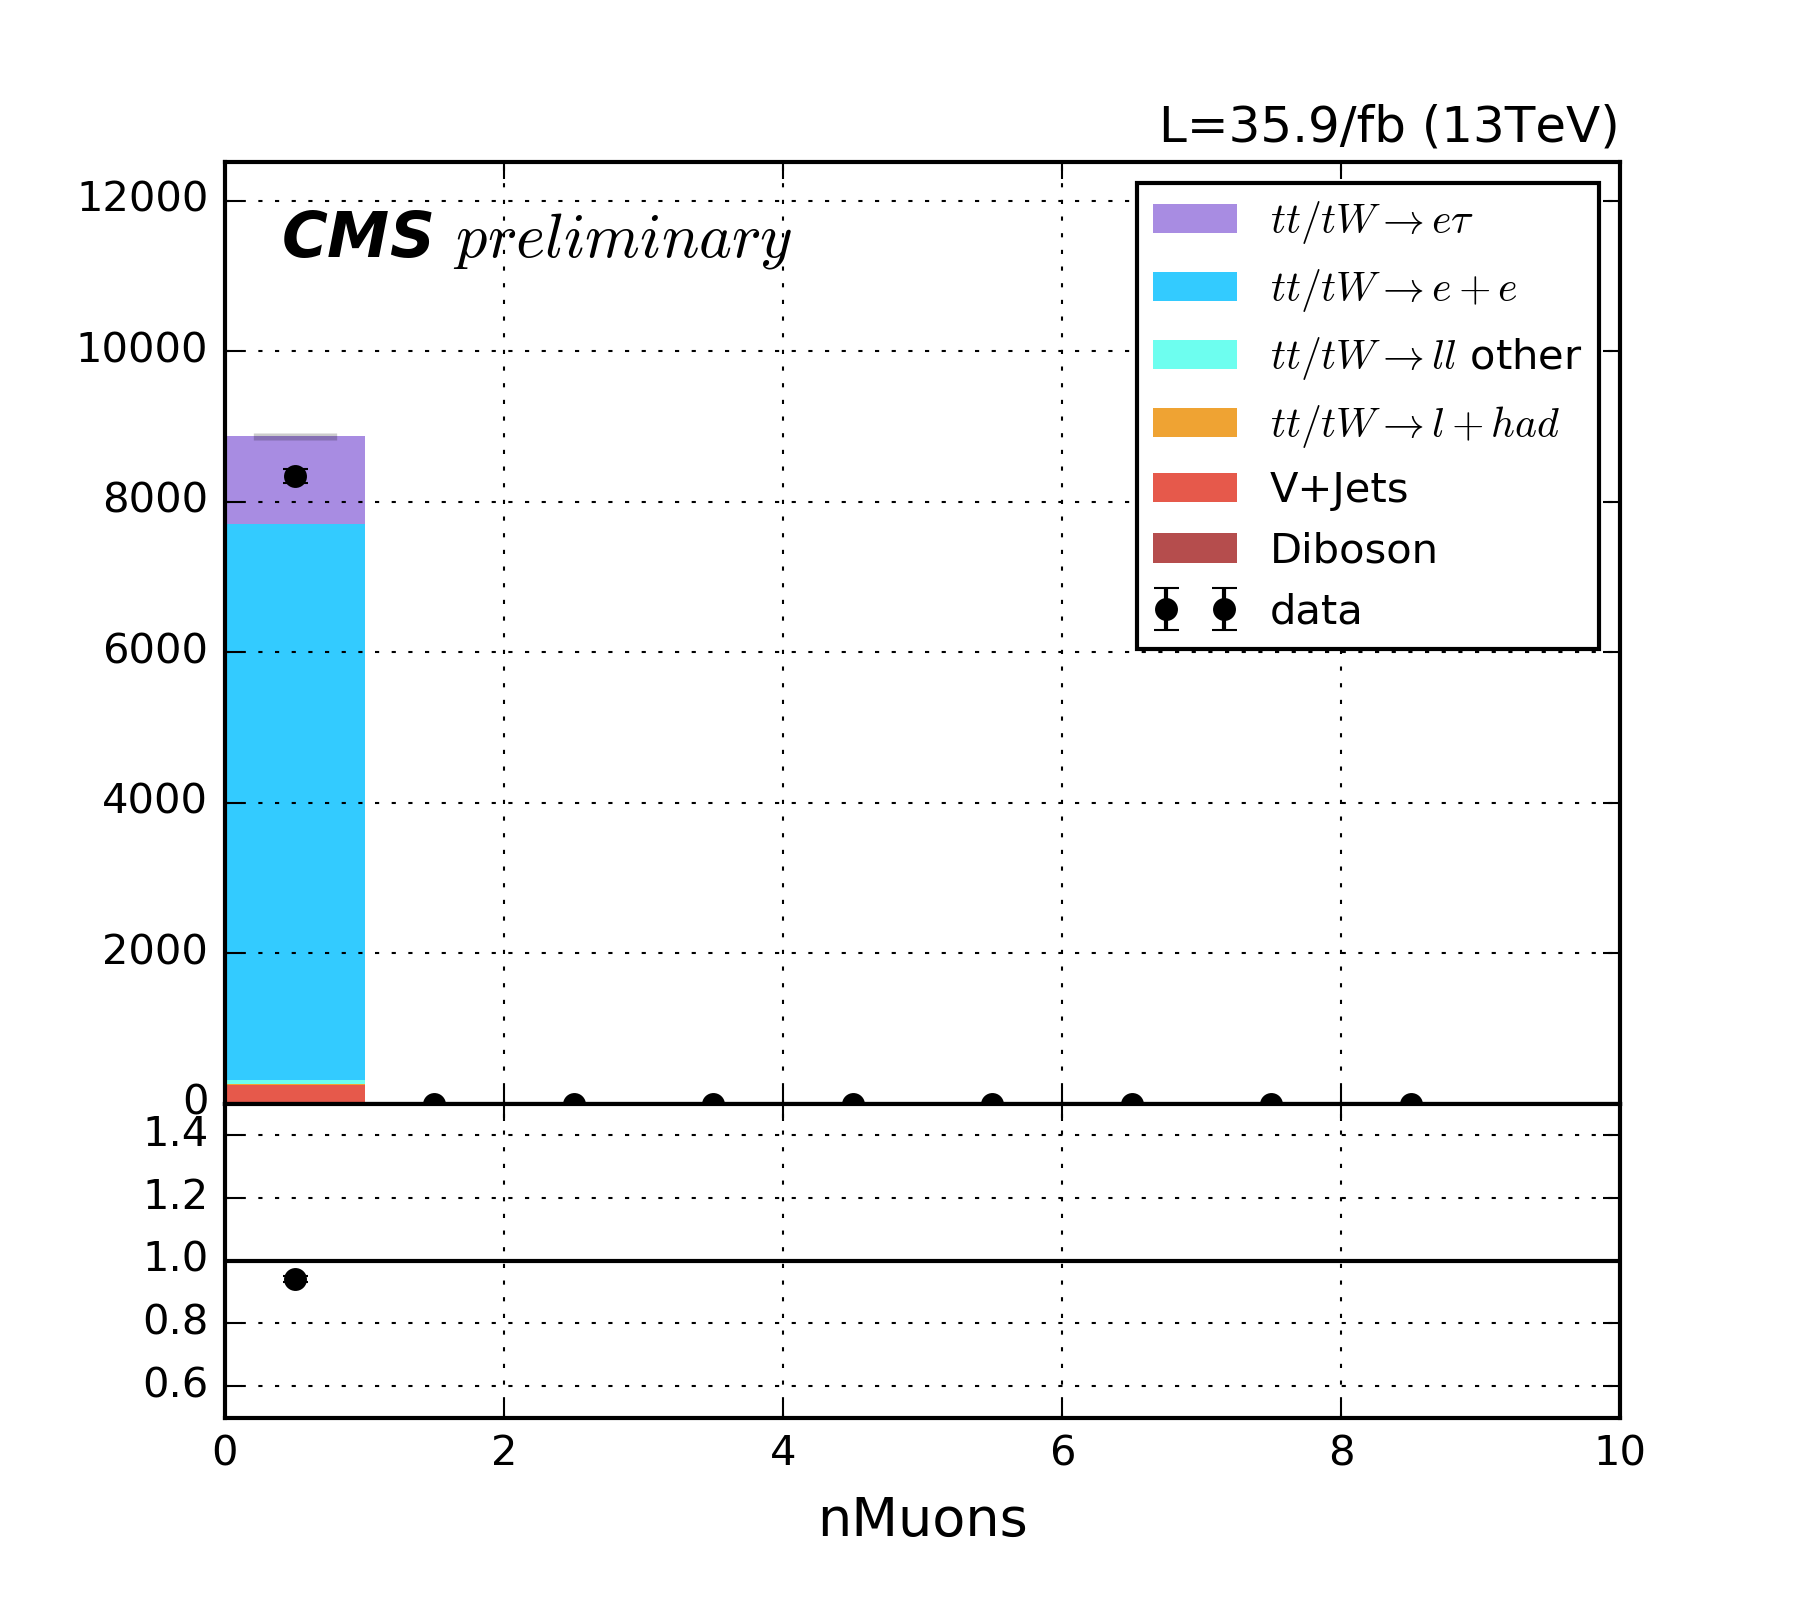 L=35.9/fb (13TeV)
CMS preliminary
12000
10000
8000
6000
4000
2000
0
tt/tW→eτ
tt/tW→e+e
tt/tW→ll other
tt/tW→l+had
V+Jets
Diboson
data
1.4
1.2
1.0
0.8
0.6
0 2 4 6 8 10
nMuons